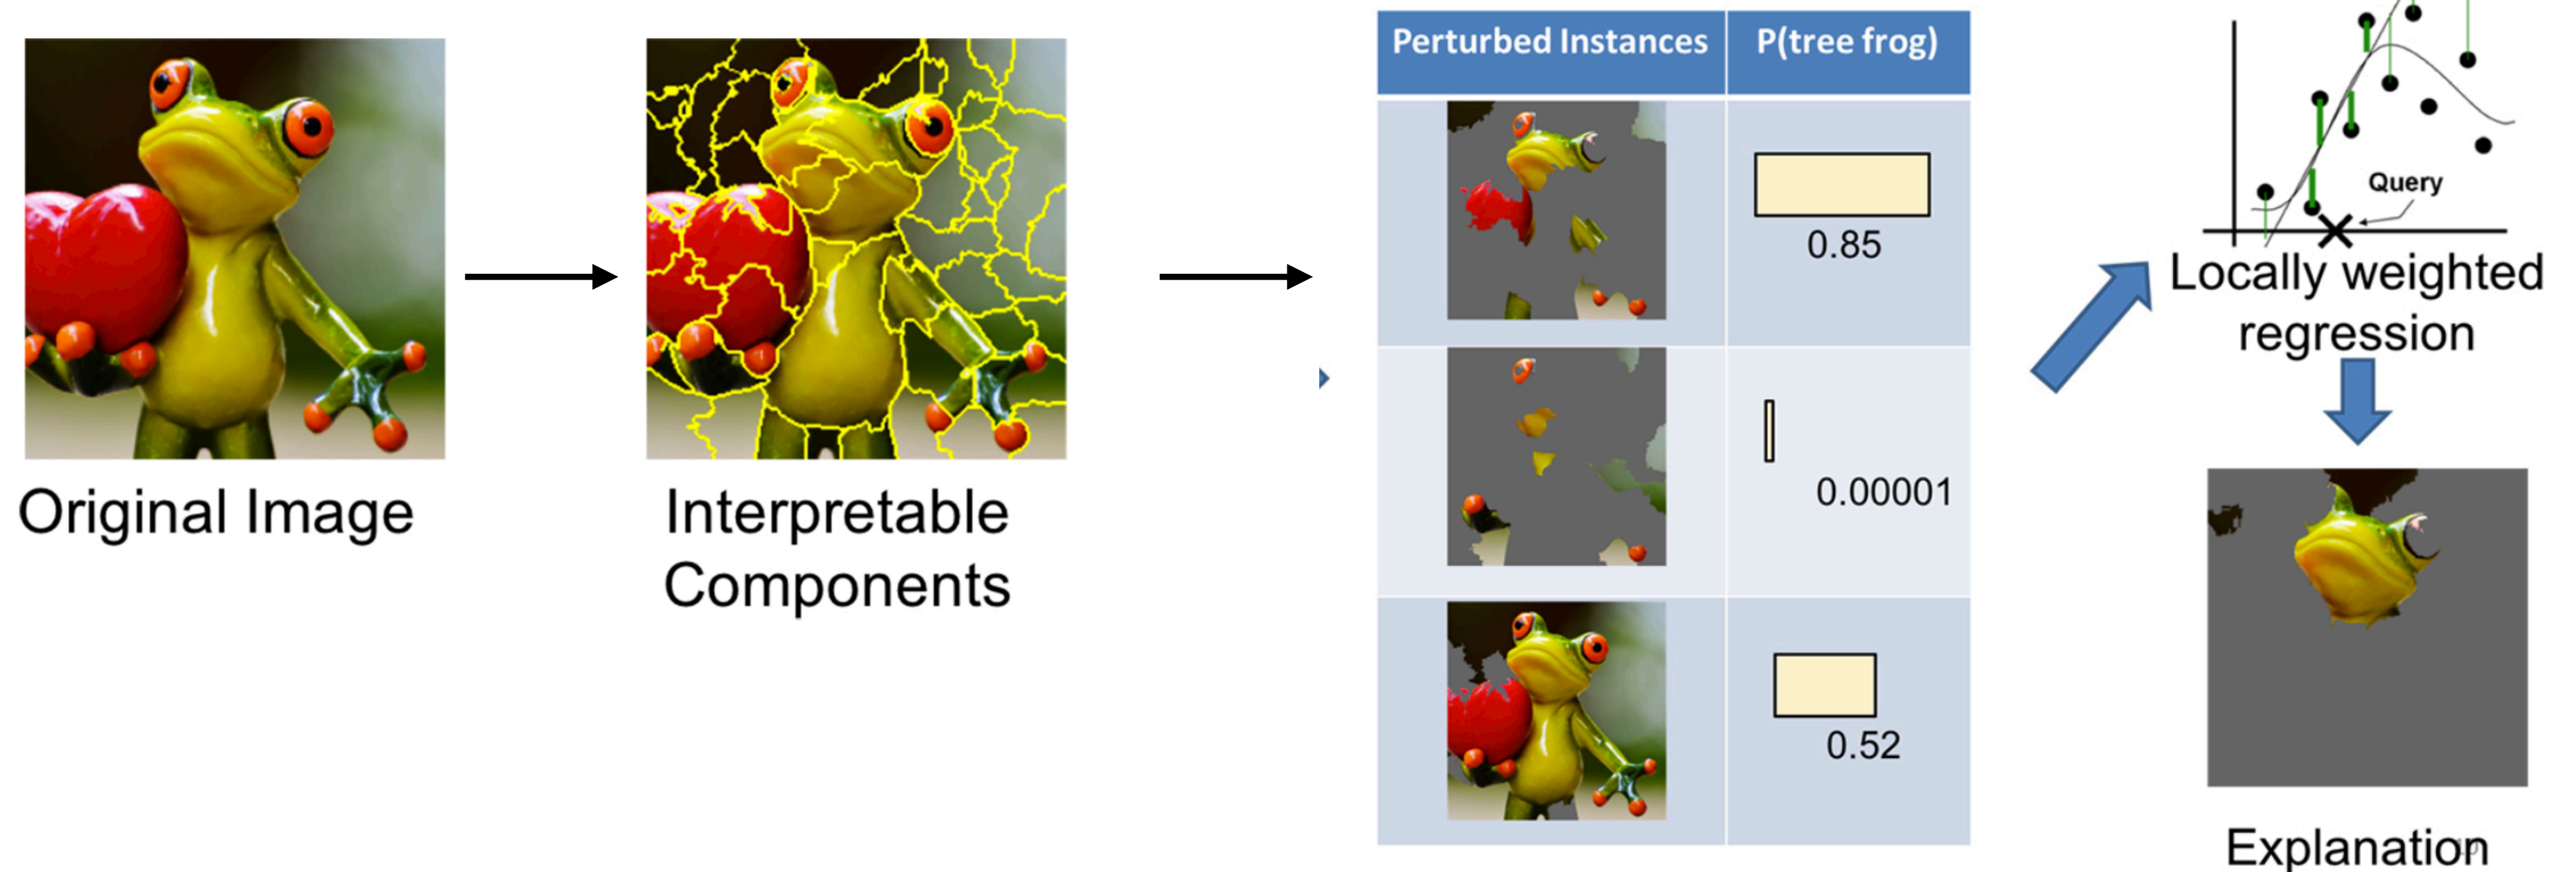 Original Image
Interpretable
Components
Perturbed Instances
P(tree frog)
0.85
0.00001
0.52
Query
Locally weighted
regression
Explanation